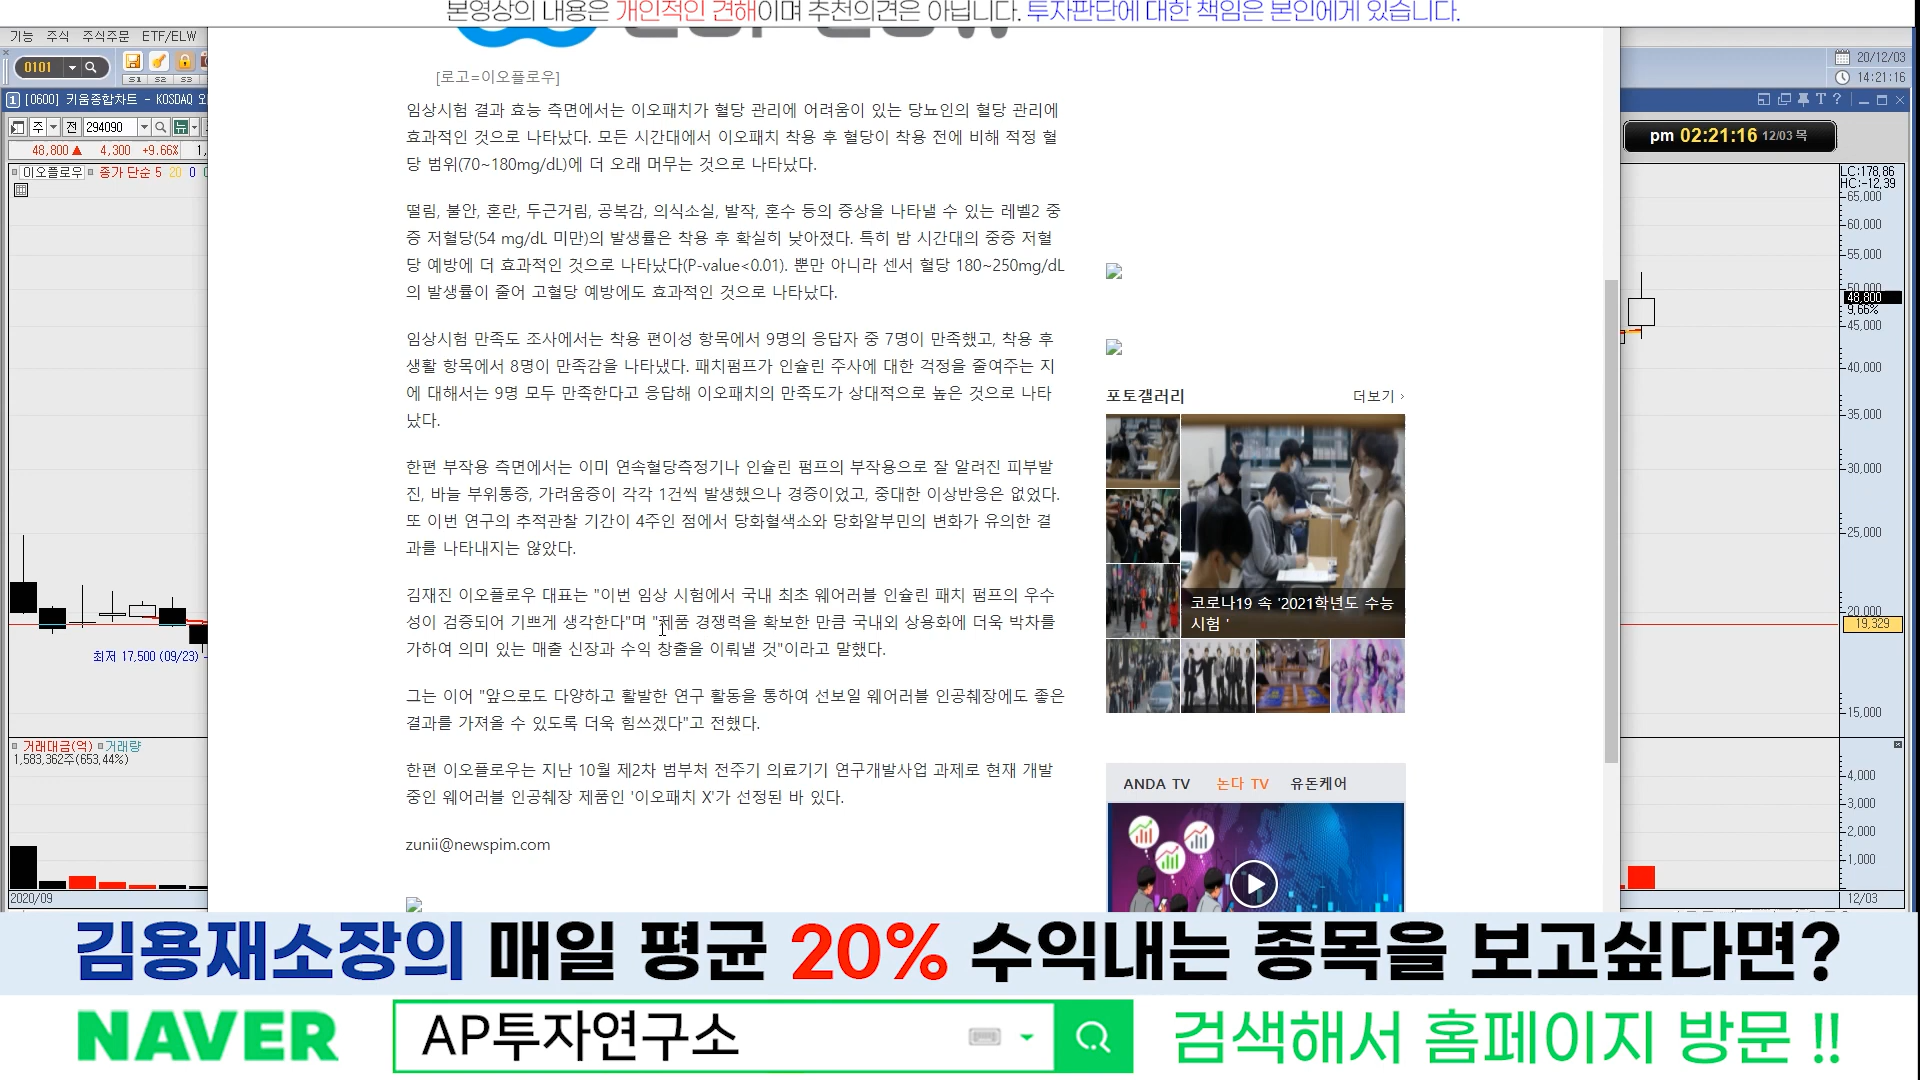 본영상의 내용은 개인적인 견해이며 추천의견은 아닙니다. 투자판단에 대한 책임은 본인에게 있습니다.
기능 주식 주식주문 ETF/ELW
0101
S1 S2 S3
20/12/03
14:21:16
1 [0600] 키움종합차트 - KOSDAQ
주 전 294090 뉴
48,800▲ 4,300 +9.66%
pm 02:21:16 12/03 목
이오플로우 종가 단순 5 20
[로고=이오플로우]
임상시험 결과 효능 측면에서는 이오패치가 혈당 관리에 어려움이 있는 당뇨인의 혈당 관리에
효과적인 것으로 나타났다. 모든 시간대에서 이오패치 착용 후 혈당이 착용 전에 비해 적정 혈
당 범위(70~180mg/dL)에 더 오래 머무는 것으로 나타났다.
떨림, 불안, 혼란, 두근거림, 공복감, 의식소실, 발작, 혼수 등의 증상을 나타낼 수 있는 레벨2 중
증 저혈당(54 mg/dL 미만)의 발생률은 착용 후 확실히 낮아졌다. 특히 밤 시간대의 중증 저혈
당 예방에 더 효과적인 것으로 나타났다(P-value<0.01). 뿐만 아니라 센서 혈당 180~250mg/dL
의 발생률이 줄어 고혈당 예방에도 효과적인 것으로 나타났다.
임상시험 만족도 조사에서는 착용 편이성 항목에서 9명의 응답자 중 7명이 만족했고, 착용 후
생활 항목에서 8명이 만족감을 나타냈다. 패치펌프가 인슐린 주사에 대한 걱정을 줄여주는 지
에 대해서는 9명 모두 만족한다고 응답해 이오패치의 만족도가 상대적으로 높은 것으로 나타
났다.
한편 부작용 측면에서는 이미 연속혈당측정기나 인슐린 펌프의 부작용으로 잘 알려진 피부발
진, 바늘 부위통증, 가려움증이 각각 1건씩 발생했으나 경증이었고, 중대한 이상반응은 없었다.
또 이번 연구의 추적관찰 기간이 4주인 점에서 당화혈색소와 당화알부민의 변화가 유의한 결
과를 나타내지는 않았다.
김재진 이오플로우 대표는 "이번 임상 시험에서 국내 최초 웨어러블 인슐린 패치 펌프의 우수
성이 검증되어 기쁘게 생각한다"며 "제품 경쟁력을 확보한 만큼 국내외 상용화에 더욱 박차를
가하여 의미 있는 매출 신장과 수익 창출을 이뤄낼 것"이라고 말했다.
그는 이어 "앞으로도 다양하고 활발한 연구 활동을 통하여 선보일 웨어러블 인공췌장에도 좋은
결과를 가져올 수 있도록 더욱 힘쓰겠다"고 전했다.
한편 이오플로우는 지난 10월 제2차 범부처 전주기 의료기기 연구개발사업 과제로 현재 개발
중인 웨어러블 인공췌장 제품인 '이오패치 X'가 선정된 바 있다.
zunii@newspim.com
포토갤러리 더보기 ›
코로나19 속 '2021학년도 수능
시험 '
ANDA TV 논다 TV 유돈케어
최저 17,500 (09/23)
거래대금(억) 거래량
1,583,362주(653,44%)
2020/09
LC:178,86
HC:-12,39
65,000
60,000
55,000
50,000
48,800
9,66%
45,000
40,000
35,000
30,000
25,000
20,000
19,329
15,000
4,000
3,000
2,000
1,000
12/03
김용재소장의 매일 평균 20% 수익내는 종목을 보고싶다면?
NAVER AP투자연구소 검색해서 홈페이지 방문 !!